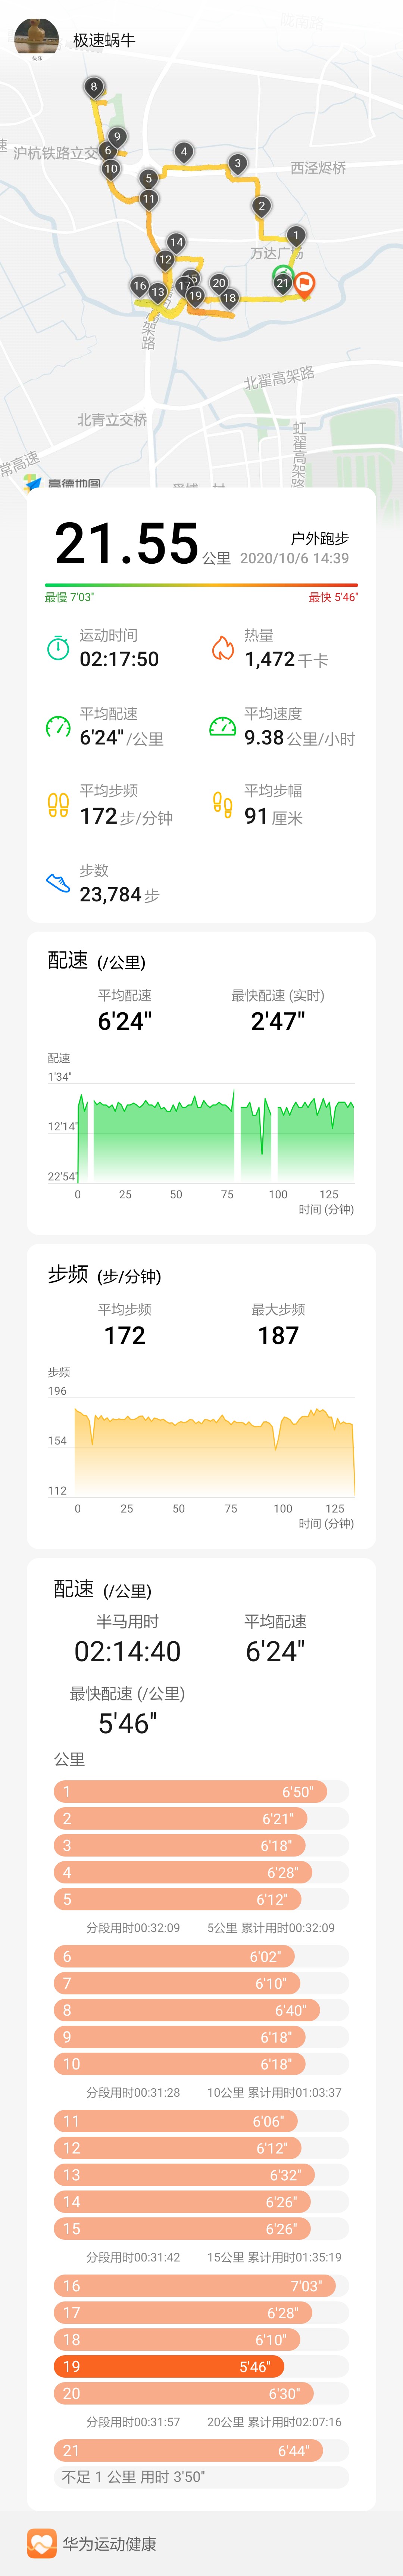 极速蜗牛
沪杭铁路立交
西泾烬桥
8
9
6
10
4
3
5
11
2
1
万达广场
14
12
16
13
17
19
20
18
21
架路
北翟高架路
北青立交桥
虹翟高架路
常高速
高德地图
21.55公里
户外跑步
2020/10/6 14:39
最慢 7'03"
最快 5'46"
运动时间
02:17:50
热量
1,472千卡
平均配速
6'24"/公里
平均速度
9.38公里/小时
平均步频
172步/分钟
平均步幅
91厘米
步数
23,784步
配速 (/公里)
平均配速
6'24"
最快配速 (实时)
2'47"
配速
1'34"
12'14"
22'54"
0 25 50 75 100 125
时间 (分钟)
步频 (步/分钟)
平均步频
172
最大步频
187
步频
196
154
112
0 25 50 75 100 125
时间 (分钟)
配速 (/公里)
半马用时
02:14:40
平均配速
6'24"
最快配速 (/公里)
5'46"
公里
1 6'50"
2 6'21"
3 6'18"
4 6'28"
5 6'12"
分段用时00:32:09 5公里 累计用时00:32:09
6 6'02"
7 6'10"
8 6'40"
9 6'18"
10 6'18"
分段用时00:31:28 10公里 累计用时01:03:37
11 6'06"
12 6'12"
13 6'32"
14 6'26"
15 6'26"
分段用时00:31:42 15公里 累计用时01:35:19
16 7'03"
17 6'28"
18 6'10"
19 5'46"
20 6'30"
分段用时00:31:57 20公里 累计用时02:07:16
21 6'44"
不足 1 公里 用时 3'50"
华为运动健康